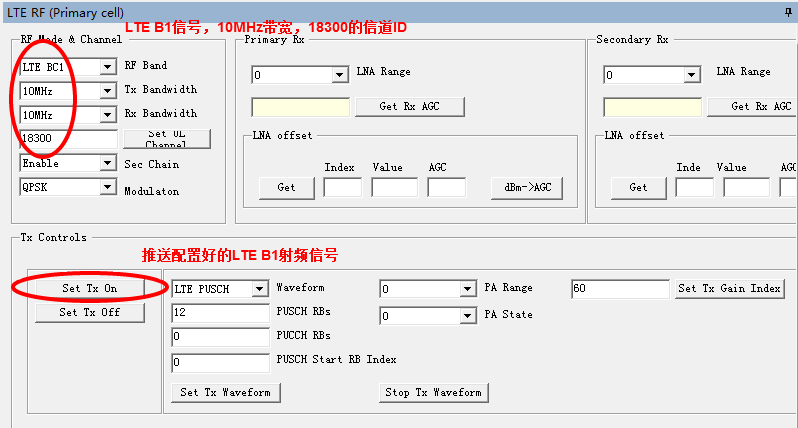 LTE RF (Primary cell)
LTE B1信号，10MHz带宽，18300的信道ID
RF Mode & Channel
LTE BC1 RF Band
10MHz Tx Bandwidth
10MHz Rx Bandwidth
18300 Set UL Channel
Enable Sec Chain
QPSK Modulaton
Primary Rx
0 LNA Range
Get Rx AGC
LNA offset
Index Value AGC
Get dBm->AGC
Secondary Rx
0 LNA Range
Get Rx AGC
LNA offset
Inde Value AGC
Get dBm
Tx Controls
推送配置好的LTE B1射频信号
Set Tx On
Set Tx Off
LTE PUSCH Waveform
12 PUSCH RBs
0 PUCCH RBs
0 PUSCH Start RB Index
Set Tx Waveform
0 PA Range
0 PA State
Stop Tx Waveform
60 Set Tx Gain Index